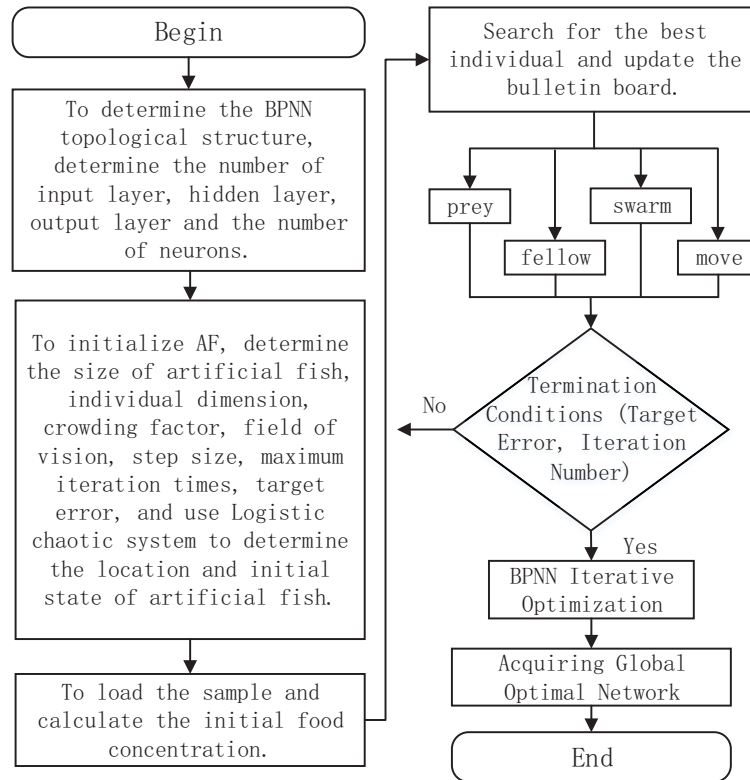 Begin
To determine the BPNN
topological structure,
determine the number of
input layer, hidden layer,
output layer and the number
of neurons.
To initialize AF, determine
the size of artificial fish,
individual dimension,
crowding factor, field of
vision, step size, maximum
iteration times, target
error, and use Logistic
chaotic system to determine
the location and initial
state of artificial fish.
To load the sample and
calculate the initial food
concentration.
Search for the best
individual and update the
bulletin board.
prey
swarm
fellow
move
Termination
Conditions (Target
Error, Iteration
Number)
No
Yes
BPNN Iterative
Optimization
Acquiring Global
Optimal Network
End